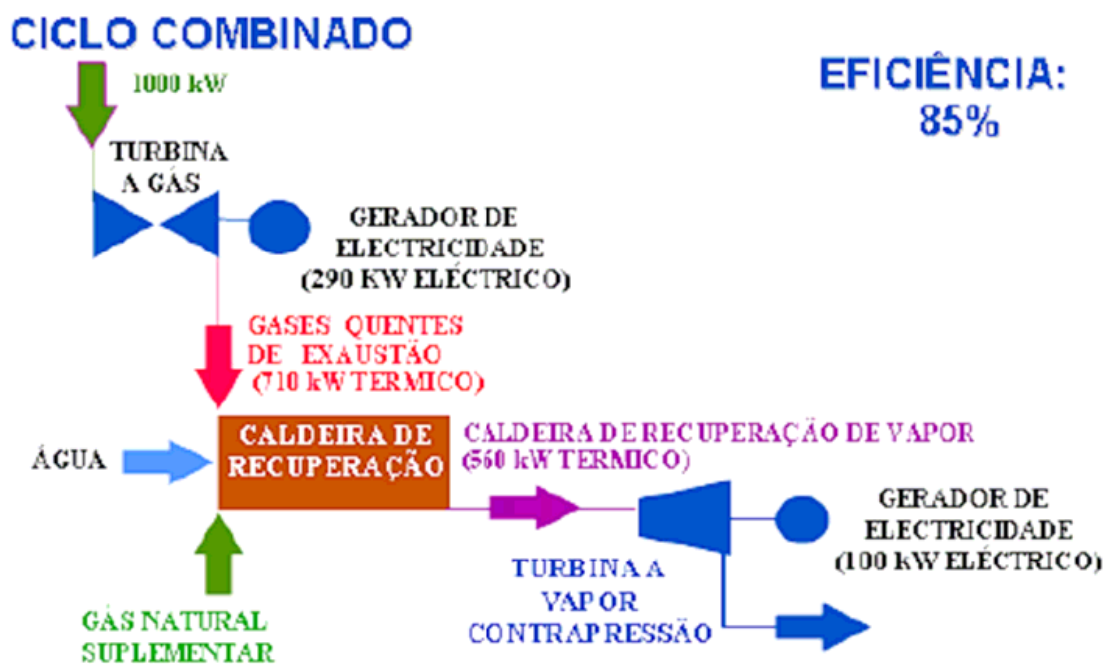 CICLO COMBINADO
1000 kW
EFICIÊNCIA:
85%
TURBINA
A GÁS
GERADOR DE
ELECTRICIDADE
(290 KW ELÉCTRICO)
GASES QUENTES
DE EXAUSTÃO
(710 kW TERMICO)
ÁGUA
CALDEIRA DE
RECUPERAÇÃO
CALDEIRA DE RECUPERAÇÃO DE VAPOR
(560 kW TERMICO)
GERADOR DE
ELECTRICIDADE
(100 kW ELÉCTRICO)
TURBINA A
VAPOR
CONTRAPRESSÃO
GÁS NATURAL
SUPLEMENTAR